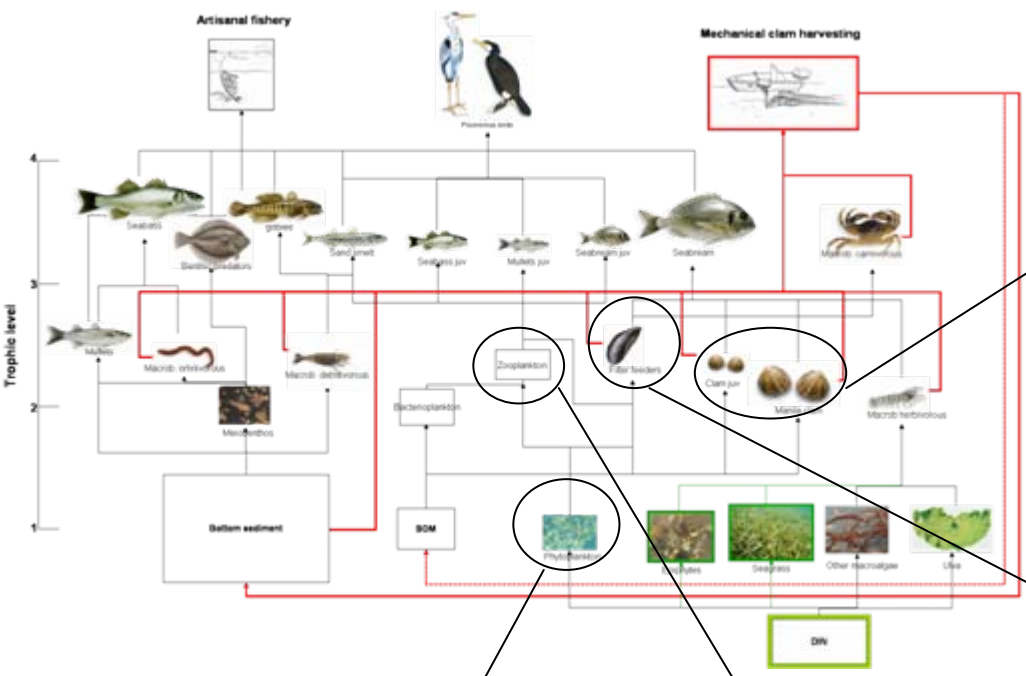 Artisanal fishery
Mechanical clam harvesting
Piscivorous birds
4
Seabass
gobies
Benthic predators
Sand smelt
Seabass juv
Mullets juv
Seabream juv
Seabream
Macrob. carnivorous
3
Trophic level
Mullets
Macrob. omnivorous
Macrob. detritivorous
Zooplankton
Filter feeders
Clam juv
Manila clam
Macrob herbivorous
2
Meiobenthos
Bacterioplankton
1
Bottom sediment
SOM
Phytoplankton
Epiphytes
Seagrass
Other macroalgae
Ulva
DIN